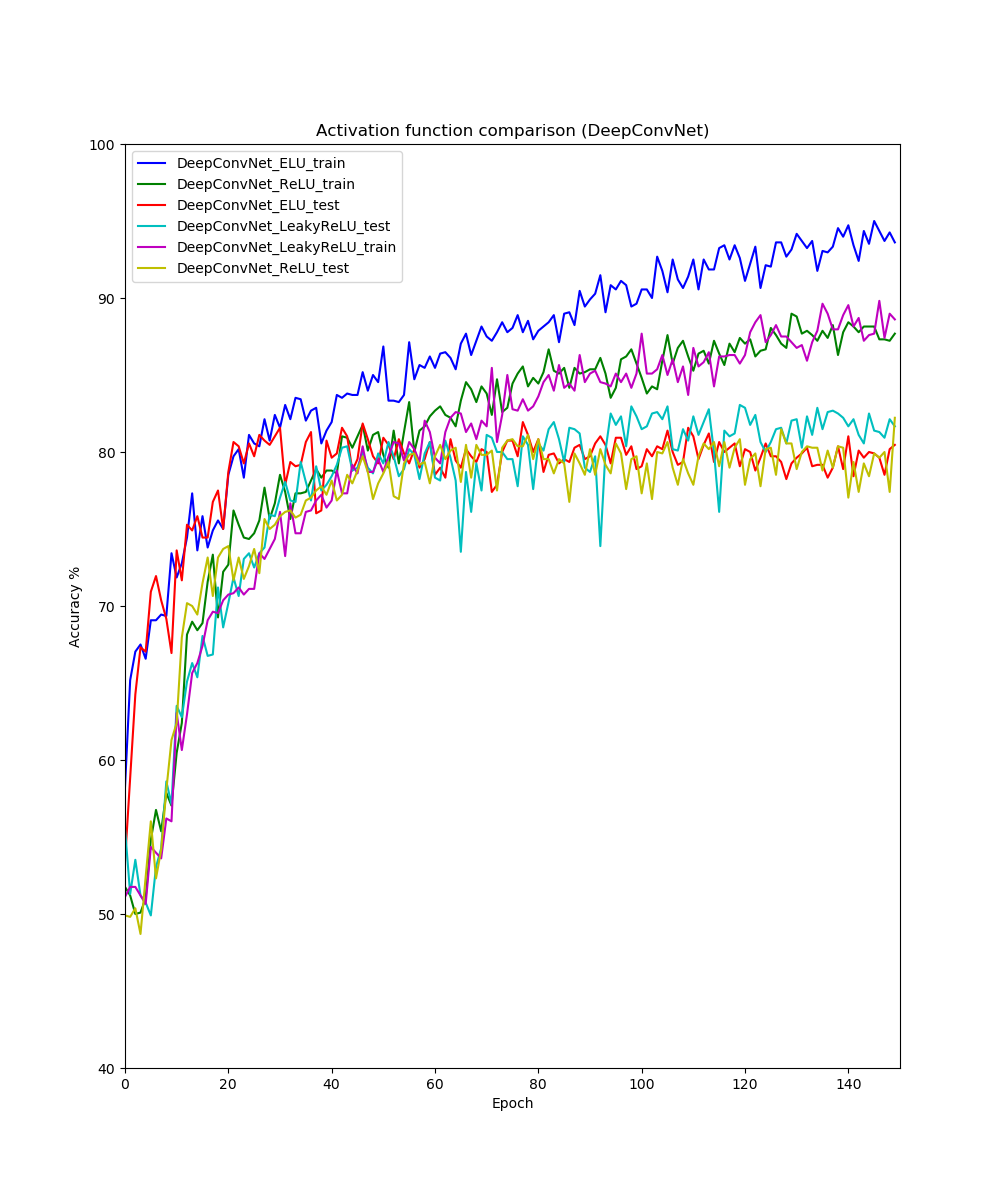 Activation function comparison (DeepConvNet)
100
90
80
70
60
50
40
Accuracy %
DeepConvNet_ELU_train
DeepConvNet_ReLU_train
DeepConvNet_ELU_test
DeepConvNet_LeakyReLU_test
DeepConvNet_LeakyReLU_train
DeepConvNet_ReLU_test
0 20 40 60 80 100 120 140
Epoch